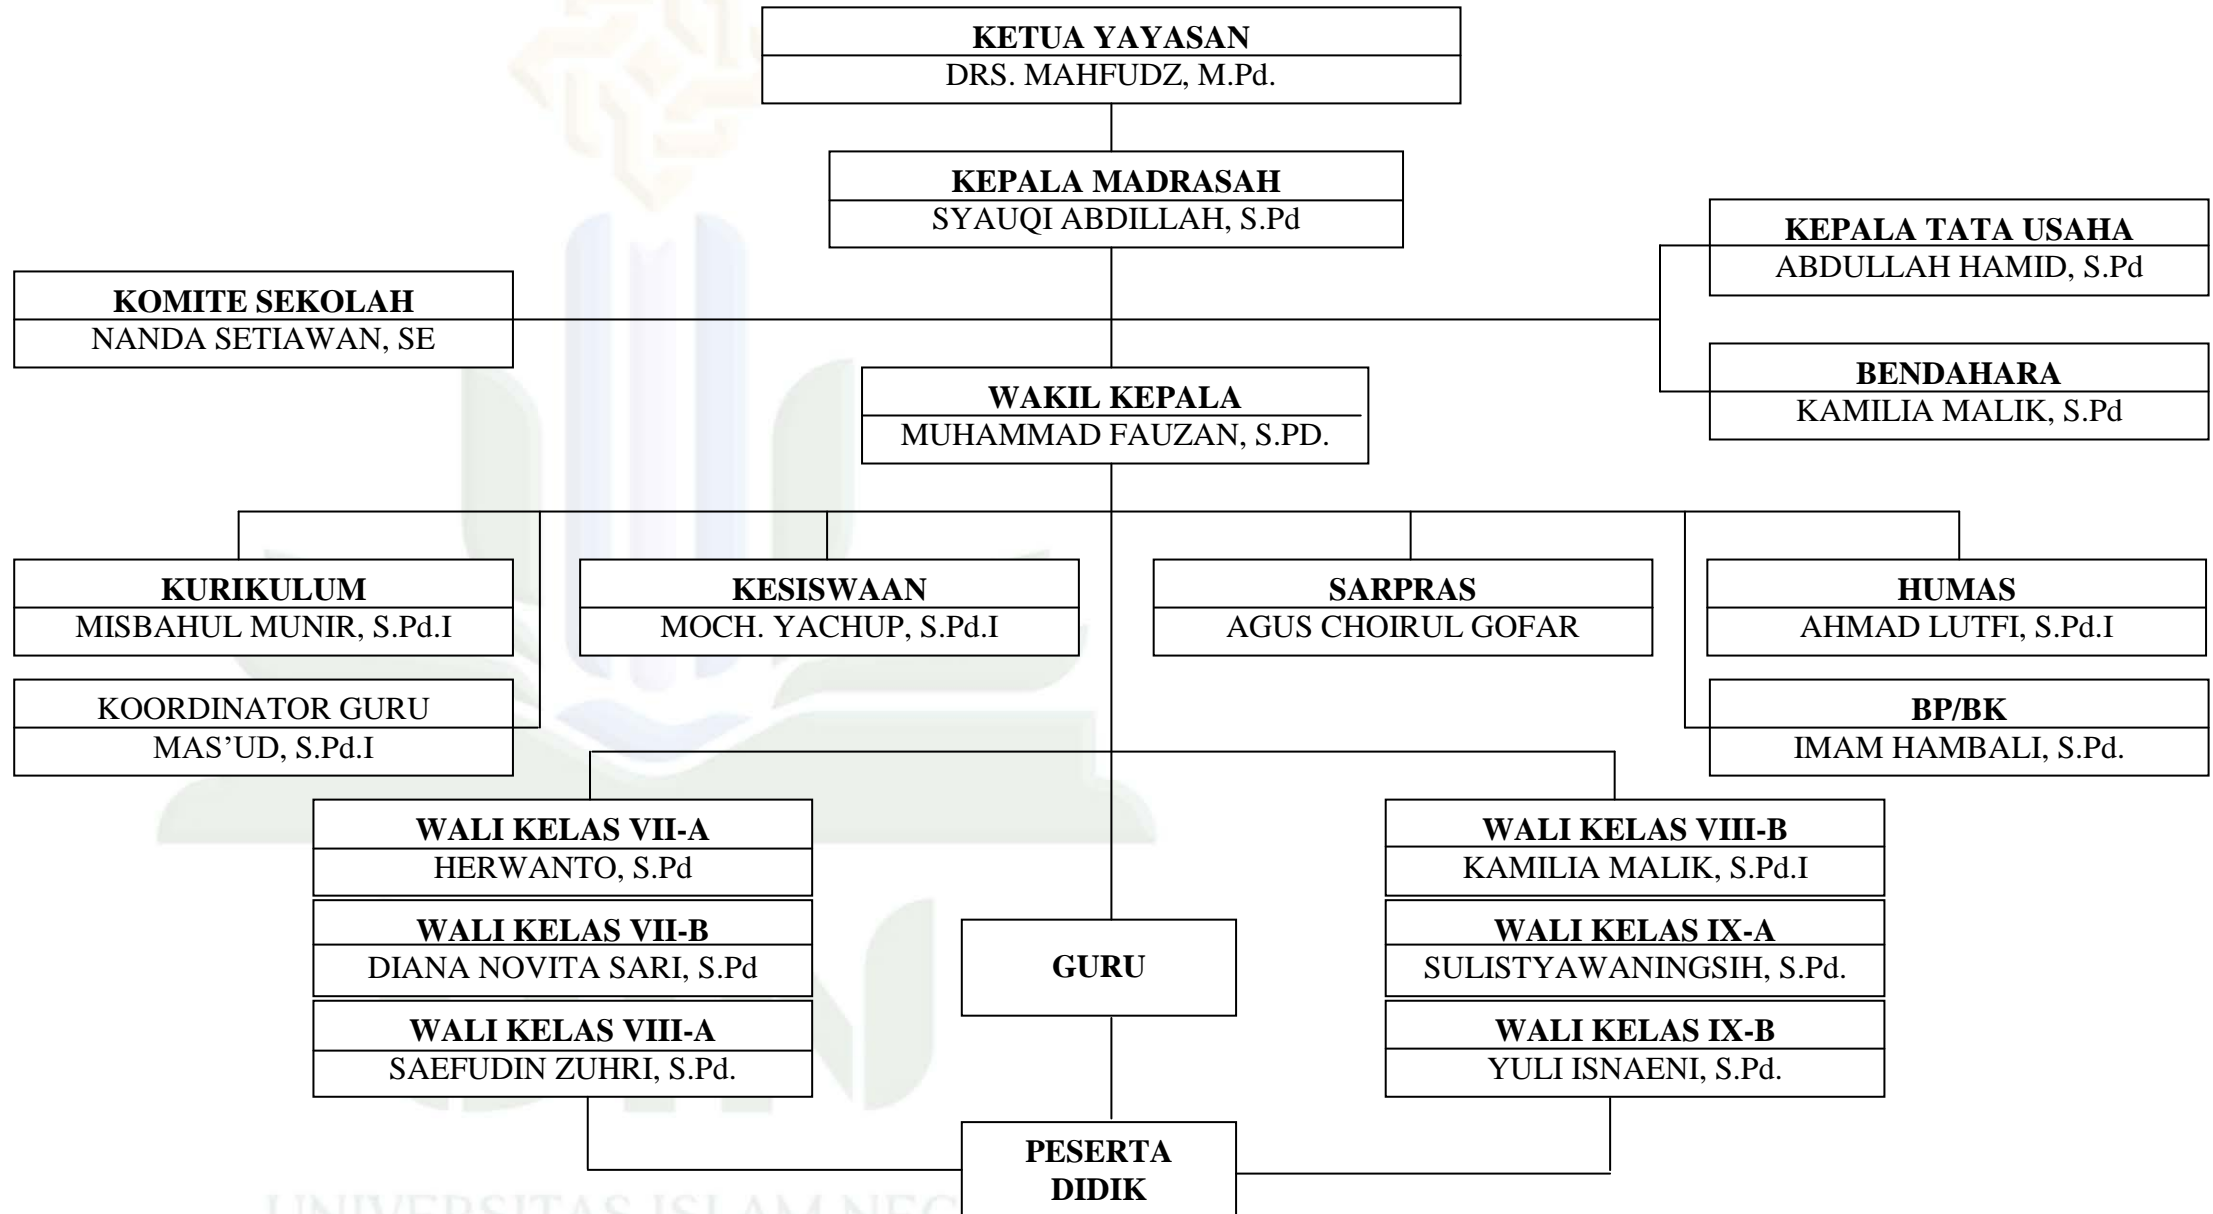 KETUA YAYASAN
DRS. MAHFUDZ, M.Pd.
KEPALA MADRASAH
SYAUQI ABDILLAH, S.Pd
KEPALA TATA USAHA
ABDULLAH HAMID, S.Pd
KOMITE SEKOLAH
NANDA SETIAWAN, SE
BENDAHARA
KAMILIA MALIK, S.Pd
WAKIL KEPALA
MUHAMMAD FAUZAN, S.PD.
KURIKULUM
MISBAHUL MUNIR, S.Pd.I
KESISWAAN
MOCH. YACHUP, S.Pd.I
SARPRAS
AGUS CHOIRUL GOFAR
HUMAS
AHMAD LUTFI, S.Pd.I
KOORDINATOR GURU
MAS’UD, S.Pd.I
BP/BK
IMAM HAMBALI, S.Pd.
WALI KELAS VII-A
HERWANTO, S.Pd
WALI KELAS VII-B
DIANA NOVITA SARI, S.Pd
WALI KELAS VIII-A
SAEFUDIN ZUHRI, S.Pd.
GURU
WALI KELAS VIII-B
KAMILIA MALIK, S.Pd.I
WALI KELAS IX-A
SULISTYAWANINGSIH, S.Pd.
WALI KELAS IX-B
YULI ISNAENI, S.Pd.
PESERTA
DIDIK
UNIVERSITAS ISLAM NEG